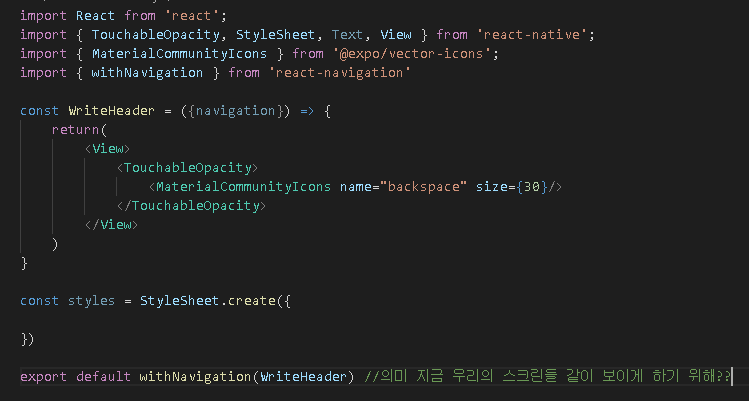 import React from 'react';
import { TouchableOpacity, StyleSheet, Text, View } from 'react-native';
import { MaterialCommunityIcons } from '@expo/vector-icons';
import { withNavigation } from 'react-navigation'
const WriteHeader = ({navigation}) => {
return(
<View>
<TouchableOpacity>
<MaterialCommunityIcons name="backspace" size={30}/>
</TouchableOpacity>
</View>
)
}
const styles = StyleSheet.create({
})
export default withNavigation(WriteHeader) //의미 지금 우리의 스크린들 같이 보이게 하기 위해??